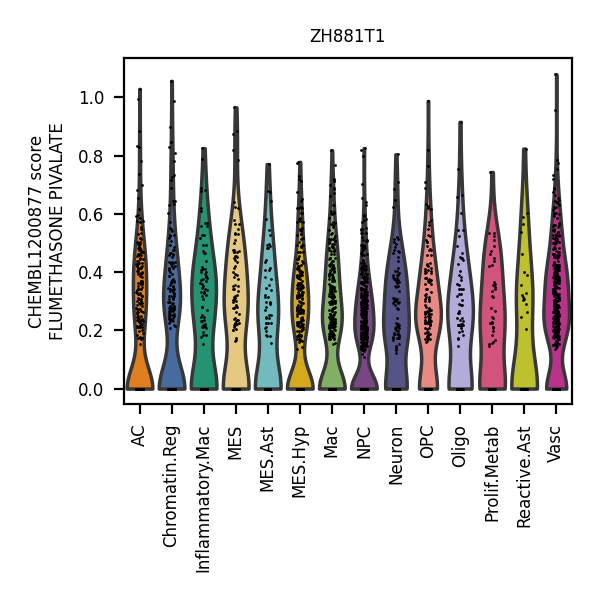 ZH881T1
CHEMBL1200877 score
FLUMETHASONE PIVALATE
1.0
0.8
0.6
0.4
0.2
0.0
AC
Chromatin.Reg
Inflammatory.Mac
MES
MES.Ast
MES.Hyp
Mac
NPC
Neuron
OPC
Oligo
Prolif.Metab
Reactive.Ast
Vasc